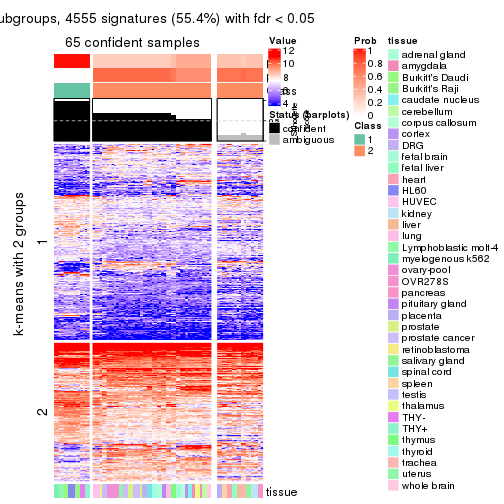 ubgroups, 4555 signatures (55.4%) with fdr < 0.05
65 confident samples
k-means with 2 groups
1
2
Value
12
10
8
6
4
Status (barplots)
confident
ambiguous
Prob
1
0.8
0.6
0.4
0.2
0
Class
1
2
tissue
adrenal gland
amygdala
Burkitt's Daudi
Burkitt's Raji
caudate nucleus
cerebellum
corpus callosum
cortex
DRG
fetal brain
fetal liver
heart
HL60
HUVEC
kidney
liver
lung
Lymphoblastic molt-4
myelogenous k562
ovary-pool
OVR278S
pancreas
pituitary gland
placenta
prostate
prostate cancer
retinoblastoma
salivary gland
spinal cord
spleen
testis
thalamus
THY-
THY+
thymus
thyroid
trachea
uterus
whole brain
tissue